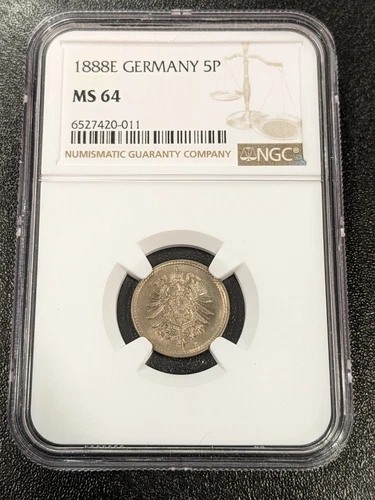 1888E GERMANY 5P
MS 64
6527420-011
NUMISMATIC GUARANTY COMPANY
NGC